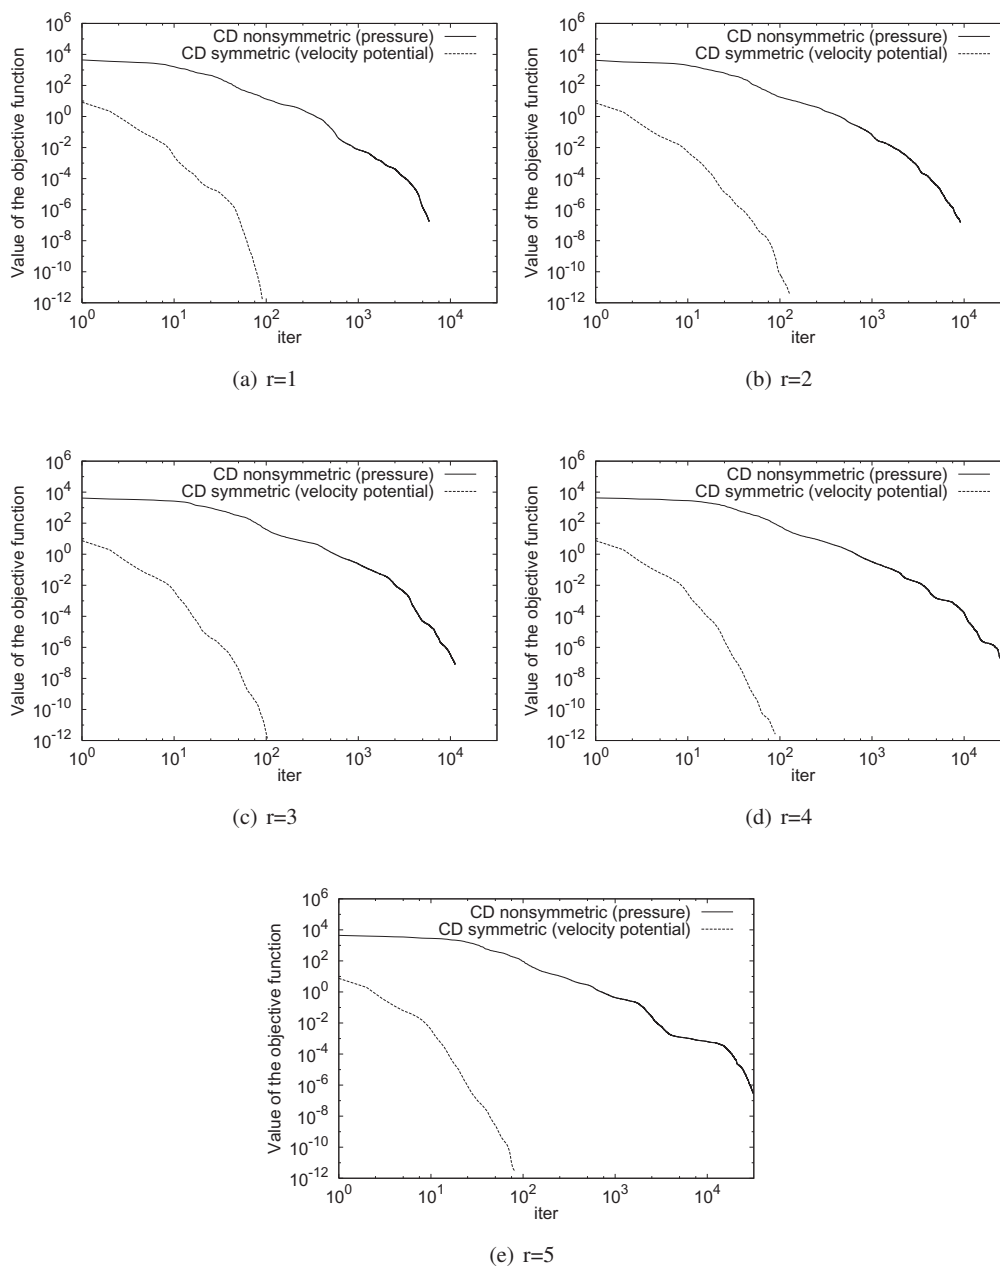 10^6
10^4
10^2
10^0
10^-2
10^-4
10^-6
10^-8
10^-10
10^-12
Value of the objective function
CD nonsymmetric (pressure)
CD symmetric (velocity potential)
10^0 10^1 10^2 10^3 10^4
iter
(a) r=1
10^6
10^4
10^2
10^0
10^-2
10^-4
10^-6
10^-8
10^-10
10^-12
Value of the objective function
CD nonsymmetric (pressure)
CD symmetric (velocity potential)
10^0 10^1 10^2 10^3 10^4
iter
(b) r=2
10^6
10^4
10^2
10^0
10^-2
10^-4
10^-6
10^-8
10^-10
10^-12
Value of the objective function
CD nonsymmetric (pressure)
CD symmetric (velocity potential)
10^0 10^1 10^2 10^3 10^4
iter
(c) r=3
10^6
10^4
10^2
10^0
10^-2
10^-4
10^-6
10^-8
10^-10
10^-12
Value of the objective function
CD nonsymmetric (pressure)
CD symmetric (velocity potential)
10^0 10^1 10^2 10^3 10^4
iter
(d) r=4
10^6
10^4
10^2
10^0
10^-2
10^-4
10^-6
10^-8
10^-10
10^-12
Value of the objective function
CD nonsymmetric (pressure)
CD symmetric (velocity potential)
10^0 10^1 10^2 10^3 10^4
iter
(e) r=5